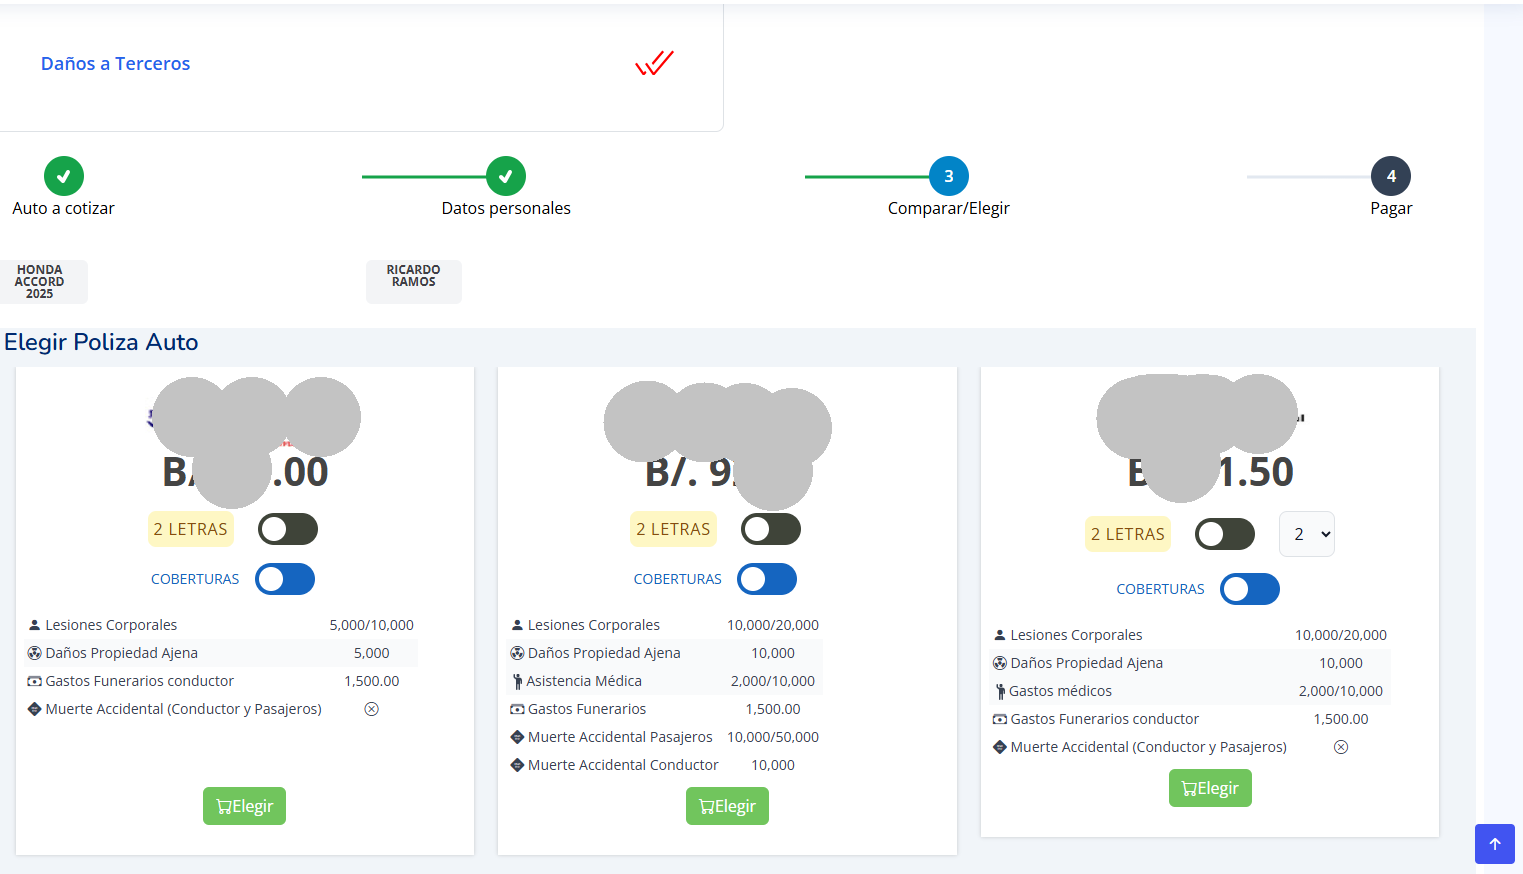 Daños a Terceros
3
4
Auto a cotizar
Datos personales
Comparar/Elegir
Pagar
HONDA
ACCORD
2025
RICARDO
RAMOS
Elegir Poliza Auto
.00
2 LETRAS
COBERTURAS
Lesiones Corporales 5,000/10,000
Daños Propiedad Ajena 5,000
Gastos Funerarios conductor 1,500.00
Muerte Accidental (Conductor y Pasajeros)
Elegir
B/. 9
2 LETRAS
COBERTURAS
Lesiones Corporales 10,000/20,000
Daños Propiedad Ajena 10,000
Asistencia Médica 2,000/10,000
Gastos Funerarios 1,500.00
Muerte Accidental Pasajeros 10,000/50,000
Muerte Accidental Conductor 10,000
Elegir
1.50
2 LETRAS 2
COBERTURAS
Lesiones Corporales 10,000/20,000
Daños Propiedad Ajena 10,000
Gastos médicos 2,000/10,000
Gastos Funerarios conductor 1,500.00
Muerte Accidental (Conductor y Pasajeros)
Elegir